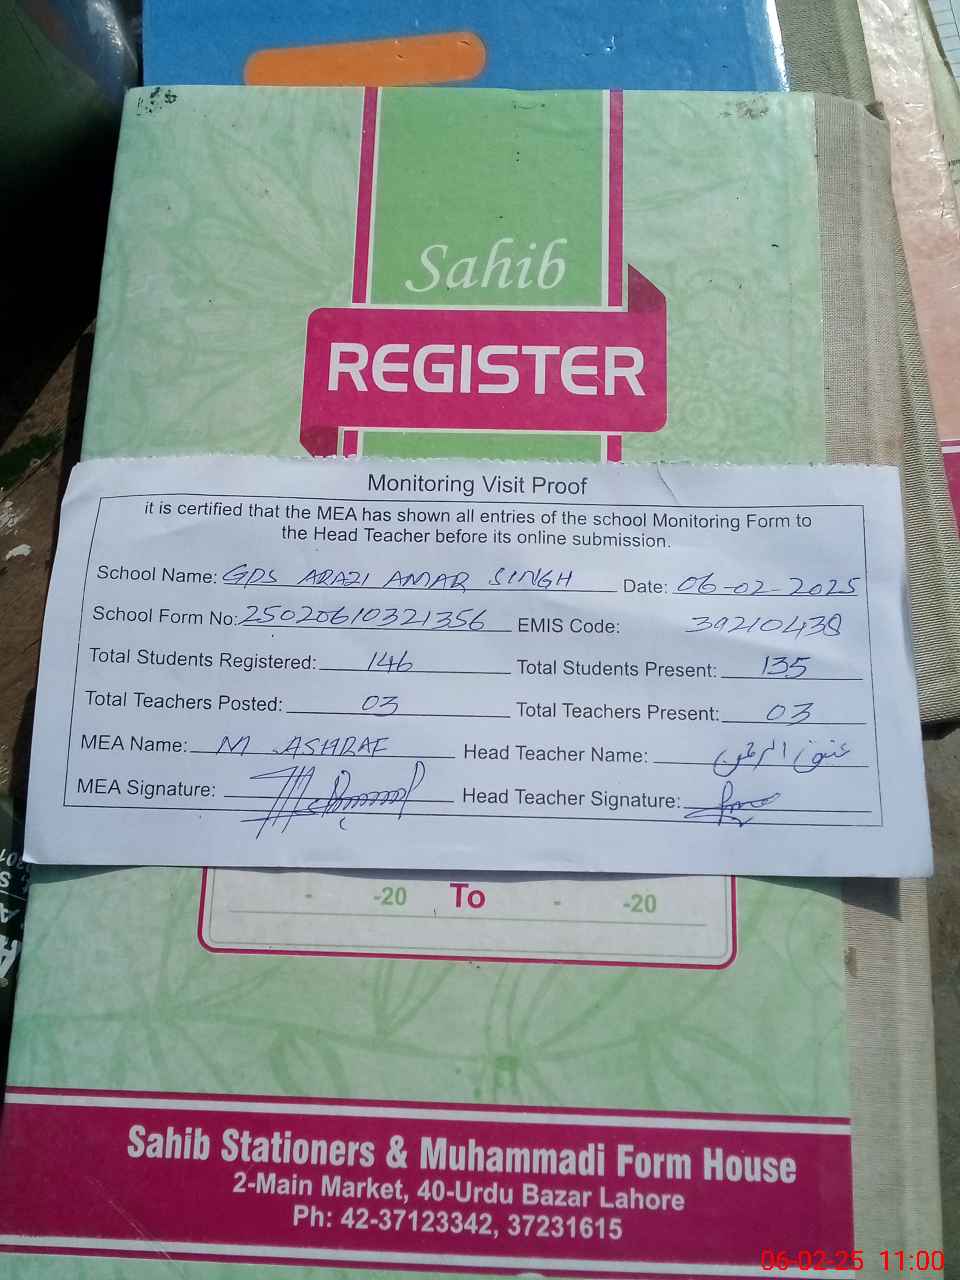 Sahib
REGISTER
Monitoring Visit Proof
it is certified that the MEA has shown all entries of the school Monitoring Form to
the Head Teacher before its online submission.
School Name: GPS ARAZI AMAR SINGH Date: 06-02-2025
School Form No: 25020610321356 EMIS Code: 39210438
Total Students Registered: 146 Total Students Present: 135
Total Teachers Posted: 03 Total Teachers Present: 03
MEA Name: M ASHRAF Head Teacher Name:
MEA Signature: Head Teacher Signature:
- -20 To - -20
Sahib Stationers & Muhammadi Form House
2-Main Market, 40-Urdu Bazar Lahore
Ph: 42-37123342, 37231615
06-02-25 11:00